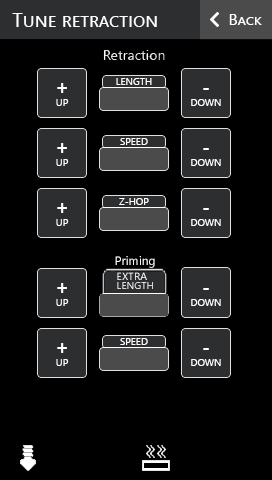 TUNE RETRACTION
BACK
Retraction
+ UP
LENGTH
- DOWN
+ UP
SPEED
- DOWN
+ UP
Z-HOP
- DOWN
Priming
+ UP
EXTRA
LENGTH
- DOWN
+ UP
SPEED
- DOWN